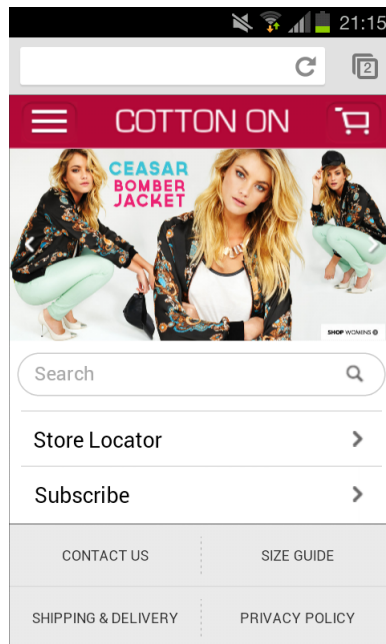 21:15
2
COTTON ON
CEASAR
BOMBER
JACKET
SHOP WOMENS
Search
Store Locator
Subscribe
CONTACT US
SIZE GUIDE
SHIPPING & DELIVERY
PRIVACY POLICY